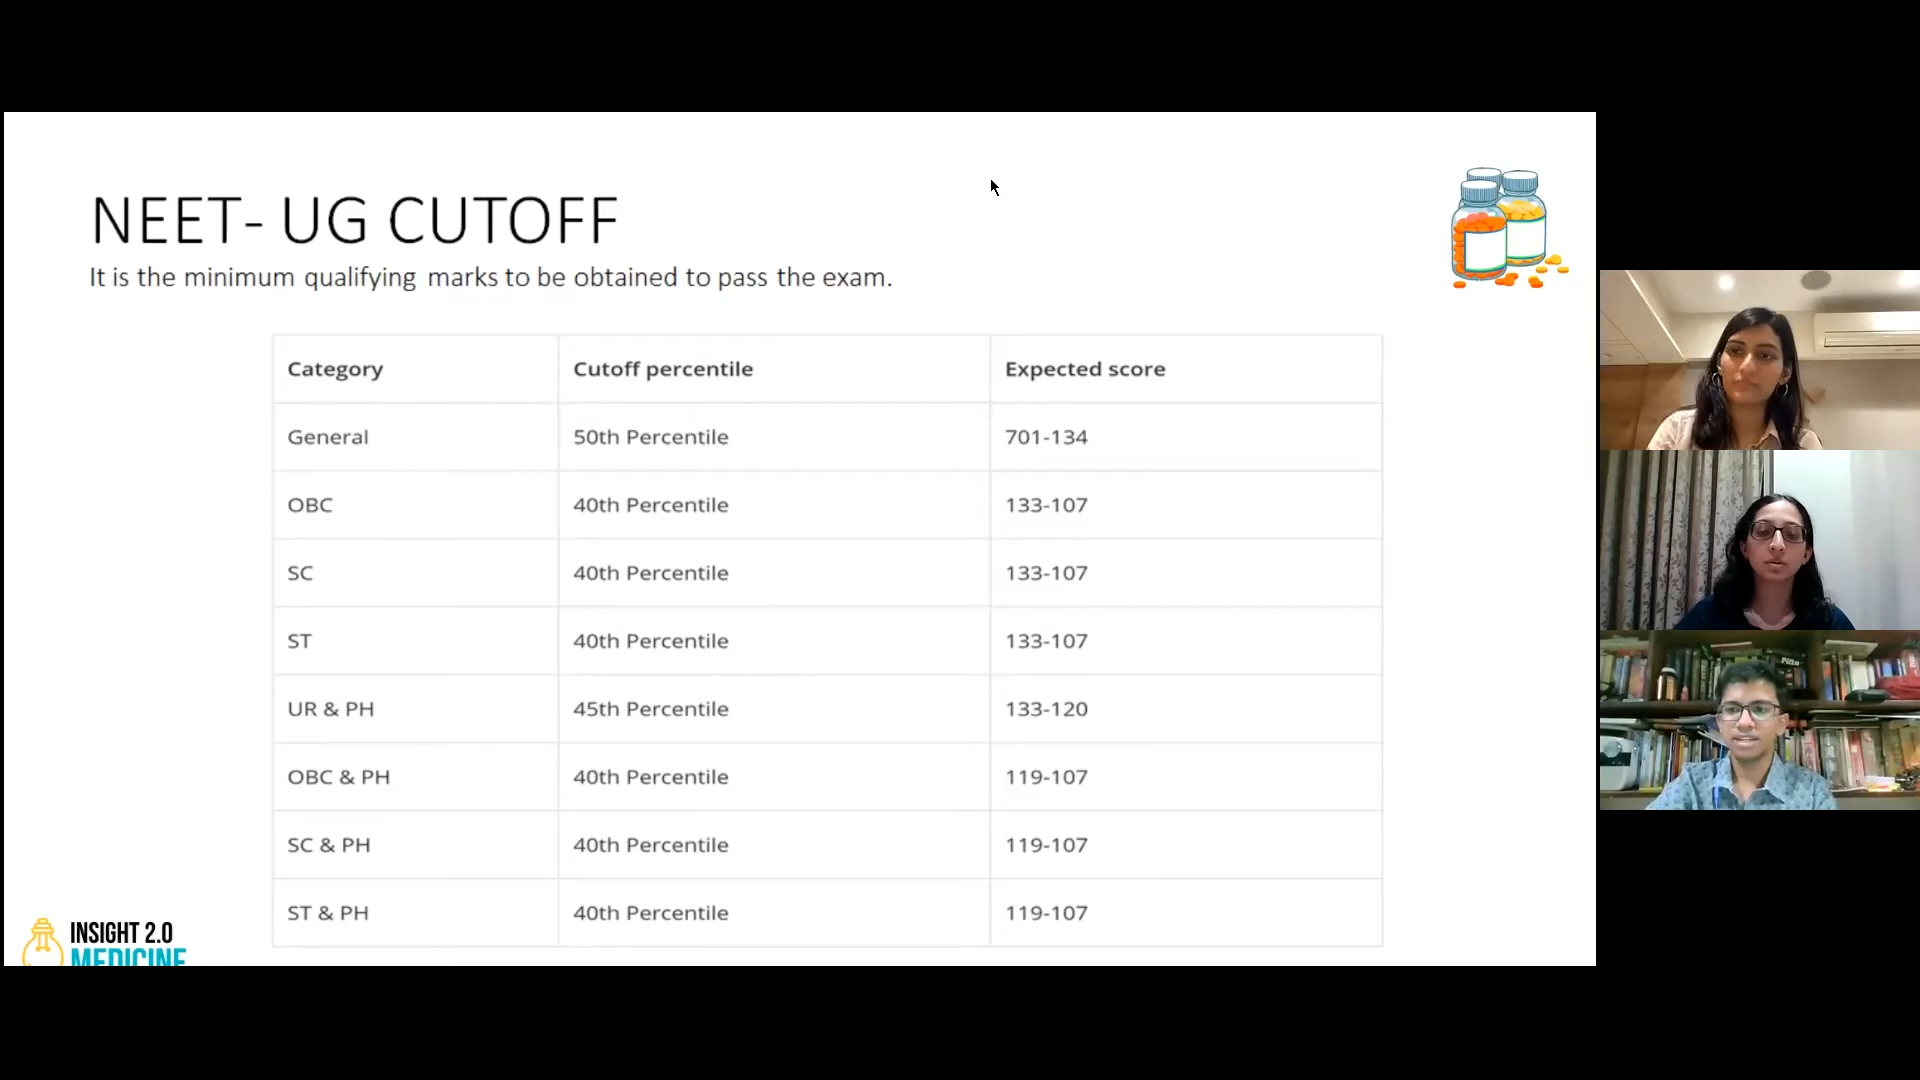 NEET- UG CUTOFF
It is the minimum qualifying marks to be obtained to pass the exam.
Category Cutoff percentile Expected score
General 50th Percentile 701-134
OBC 40th Percentile 133-107
SC 40th Percentile 133-107
ST 40th Percentile 133-107
UR & PH 45th Percentile 133-120
OBC & PH 40th Percentile 119-107
SC & PH 40th Percentile 119-107
ST & PH 40th Percentile 119-107
INSIGHT 2.0
MEDICINE